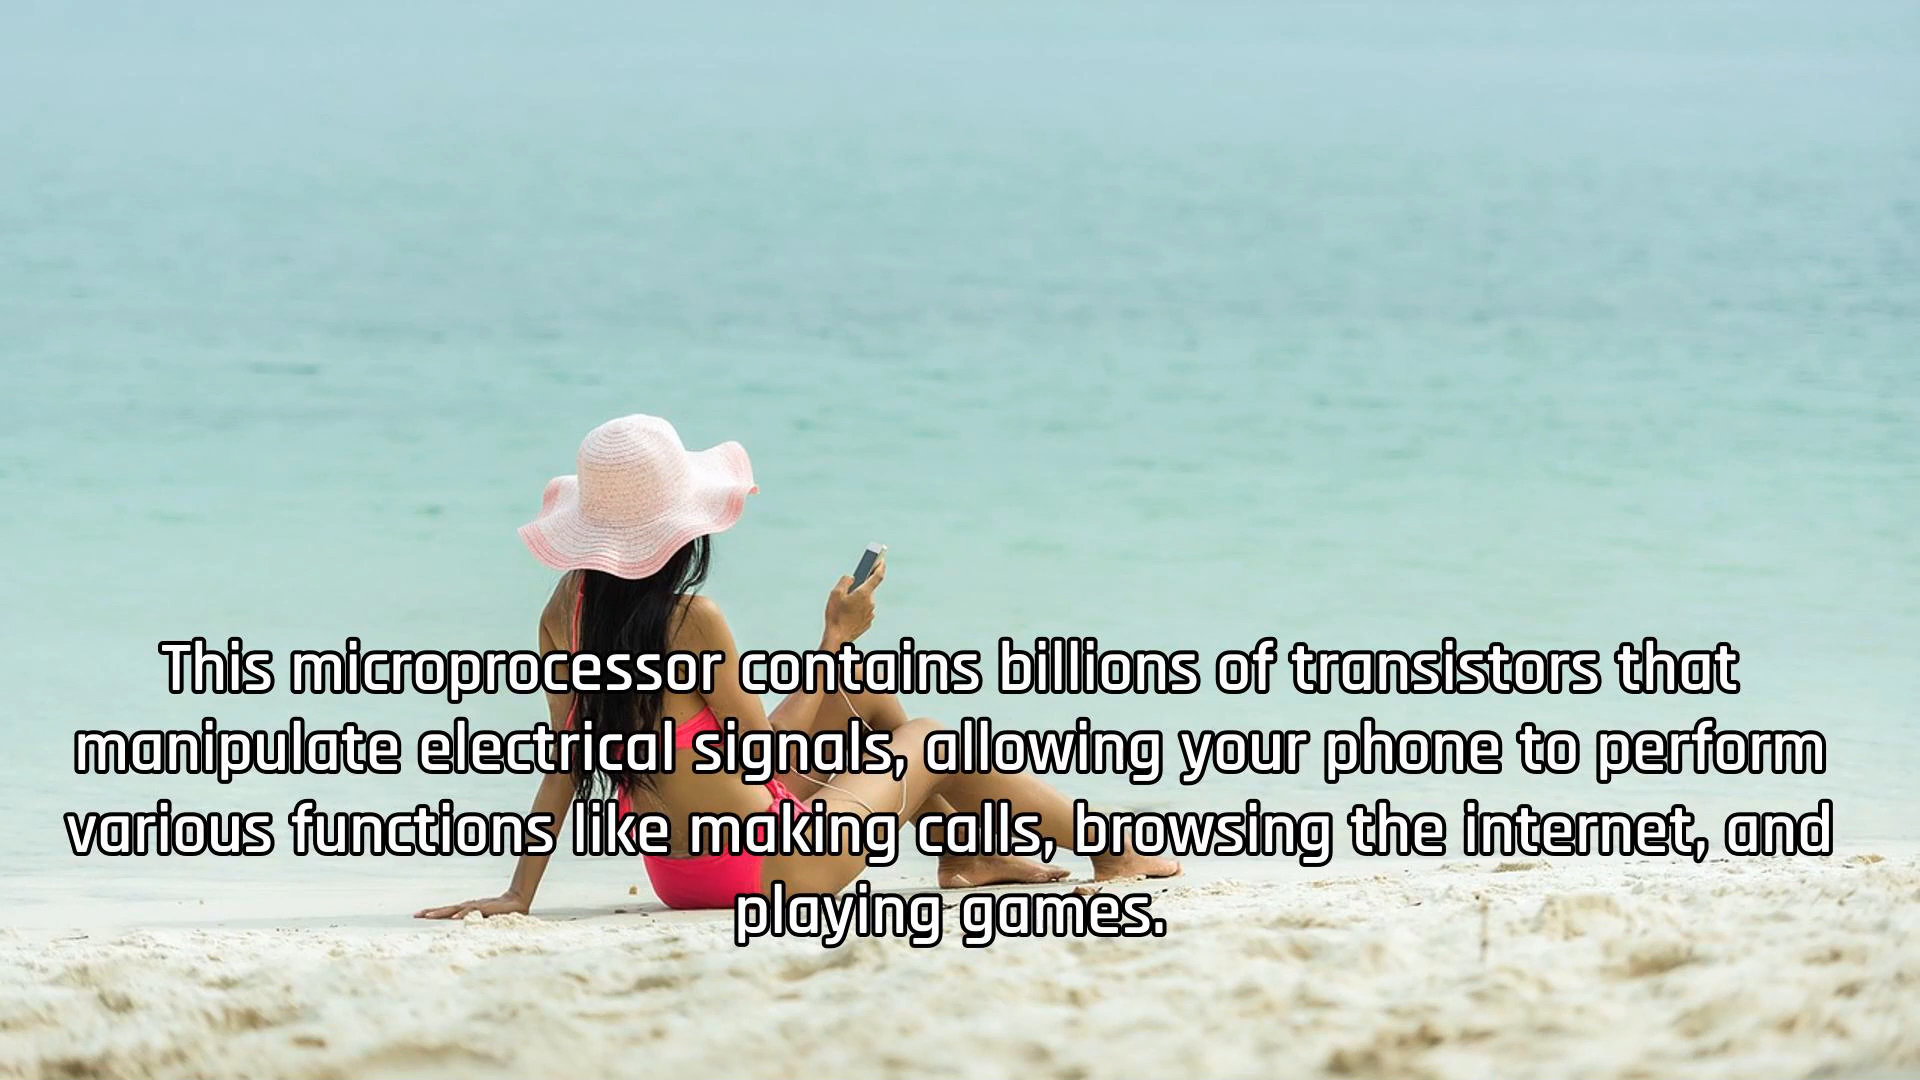 This microprocessor contains billions of transistors that
manipulate electrical signals, allowing your phone to perform
various functions like making calls, browsing the internet, and
playing games.